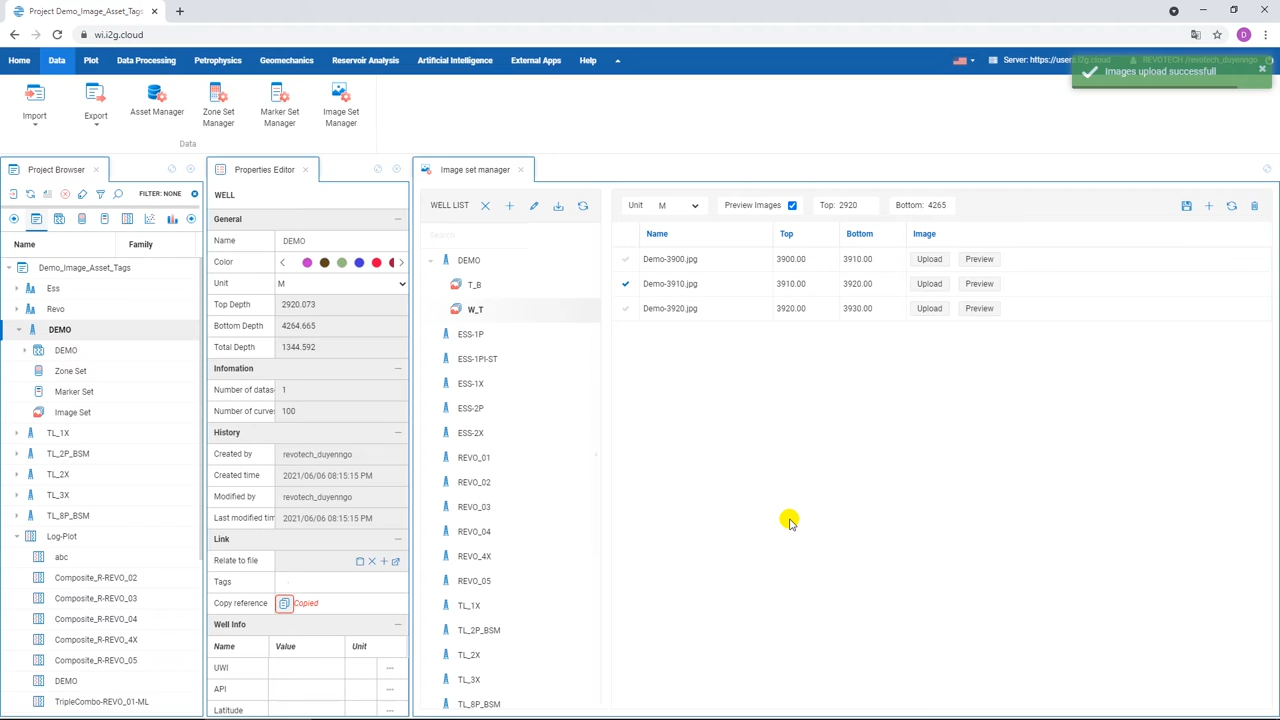 Project Demo_Image_Asset_Tags
wi.i2g.cloud
D
Home Data Plot Data Processing Petrophysics Geomechanics Reservoir Analysis Artificial Intelligence External Apps Help
Server: https://users.i2g.cloud REVOTECH /revotech_duyenngo
Images upload successfull
Import Export Asset Manager Zone Set Manager Marker Set Manager Image Set Manager
Data
Project Browser
FILTER: NONE
Name Family
Demo_Image_Asset_Tags
Ess
Revo
DEMO
DEMO
Zone Set
Marker Set
Image Set
TL_1X
TL_2P_BSM
TL_2X
TL_3X
TL_8P_BSM
Log-Plot
abc
Composite_R-REVO_02
Composite_R-REVO_03
Composite_R-REVO_04
Composite_R-REVO_4X
Composite_R-REVO_05
DEMO
TripleCombo-REVO_01-ML
Properties Editor
WELL
General
Name DEMO
Color
Unit M
Top Depth 2920.073
Bottom Depth 4264.665
Total Depth 1344.592
Infomation
Number of datas 1
Number of curve 100
History
Created by revotech_duyenngo
Created time 2021/06/06 08:15:15 PM
Modified by revotech_duyenngo
Last modified tim 2021/06/06 08:15:15 PM
Link
Relate to file
Tags
Copy reference Copied
Well Info
Name Value Unit
UWI
API
Latitude
Image set manager
WELL LIST
Search
DEMO
T_B
W_T
ESS-1P
ESS-1PI-ST
ESS-1X
ESS-2P
ESS-2X
REVO_01
REVO_02
REVO_03
REVO_04
REVO_4X
REVO_05
TL_1X
TL_2P_BSM
TL_2X
TL_3X
TL_8P_BSM
Unit M Preview Images Top: 2920 Bottom: 4265
Name Top Bottom Image
Demo-3900.jpg 3900.00 3910.00 Upload Preview
Demo-3910.jpg 3910.00 3920.00 Upload Preview
Demo-3920.jpg 3920.00 3930.00 Upload Preview